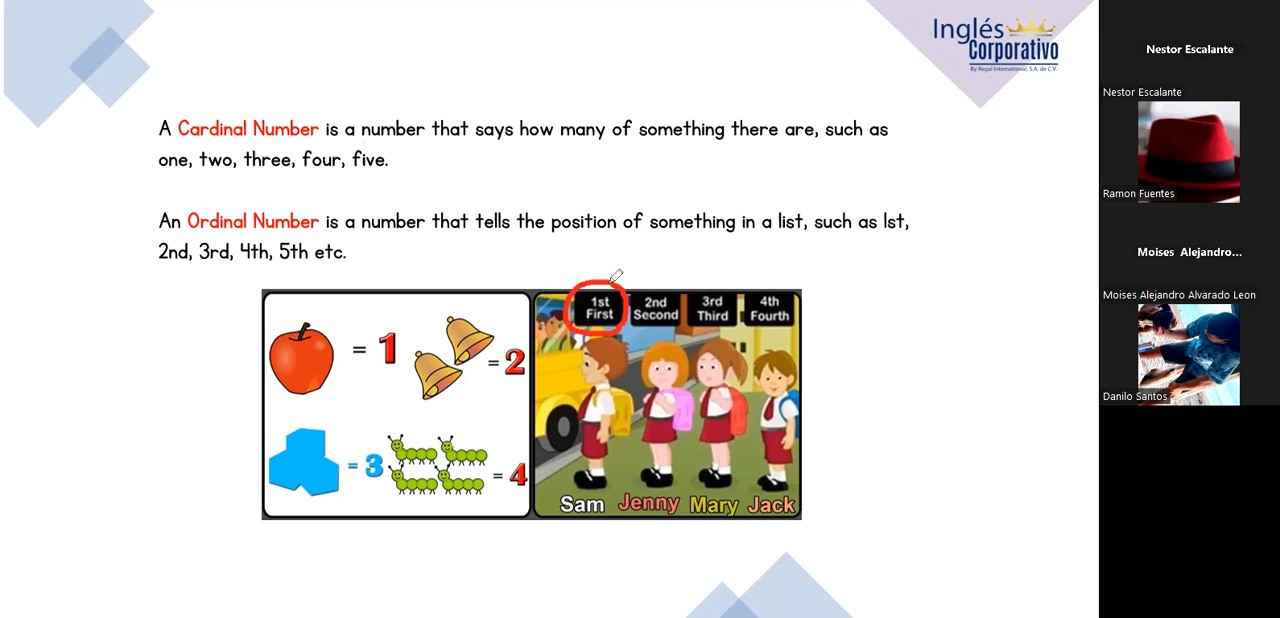 Inglés
Corporativo
By Regal International, S.A. de C.V.
A Cardinal Number is a number that says how many of something there are, such as
one, two, three, four, five.
An Ordinal Number is a number that tells the position of something in a list, such as 1st,
2nd, 3rd, 4th, 5th etc.
= 1
= 2
= 3
= 4
1st
First
2nd
Second
3rd
Third
4th
Fourth
Sam Jenny Mary Jack
Nestor Escalante
Nestor Escalante
Ramon Fuentes
Moises Alejandro...
Moises Alejandro Alvarado Leon
Danilo Santos